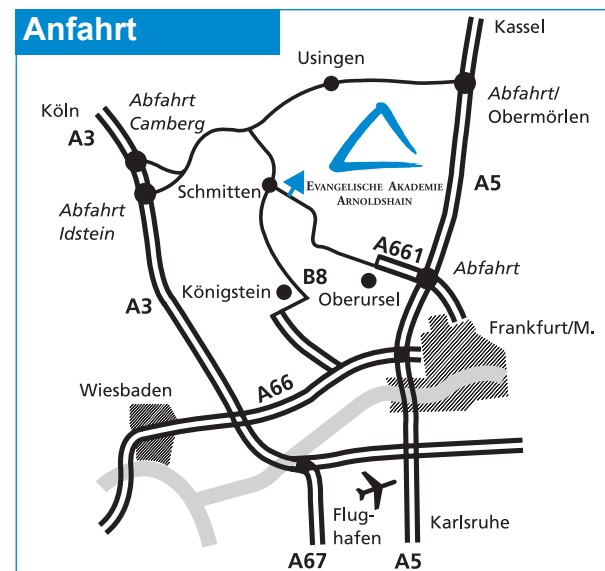 Anfahrt
Kassel
Usingen
Köln
Abfahrt
Camberg
A3
Abfahrt/
Obermörlen
Schmitten
EVANGELISCHE AKADEMIE
ARNOLDSHAIN
A5
Abfahrt
Idstein
A661
Abfahrt
B8
Königstein
Oberursel
A3
Frankfurt/M.
A66
Wiesbaden
Flug-
hafen
Karlsruhe
A67
A5